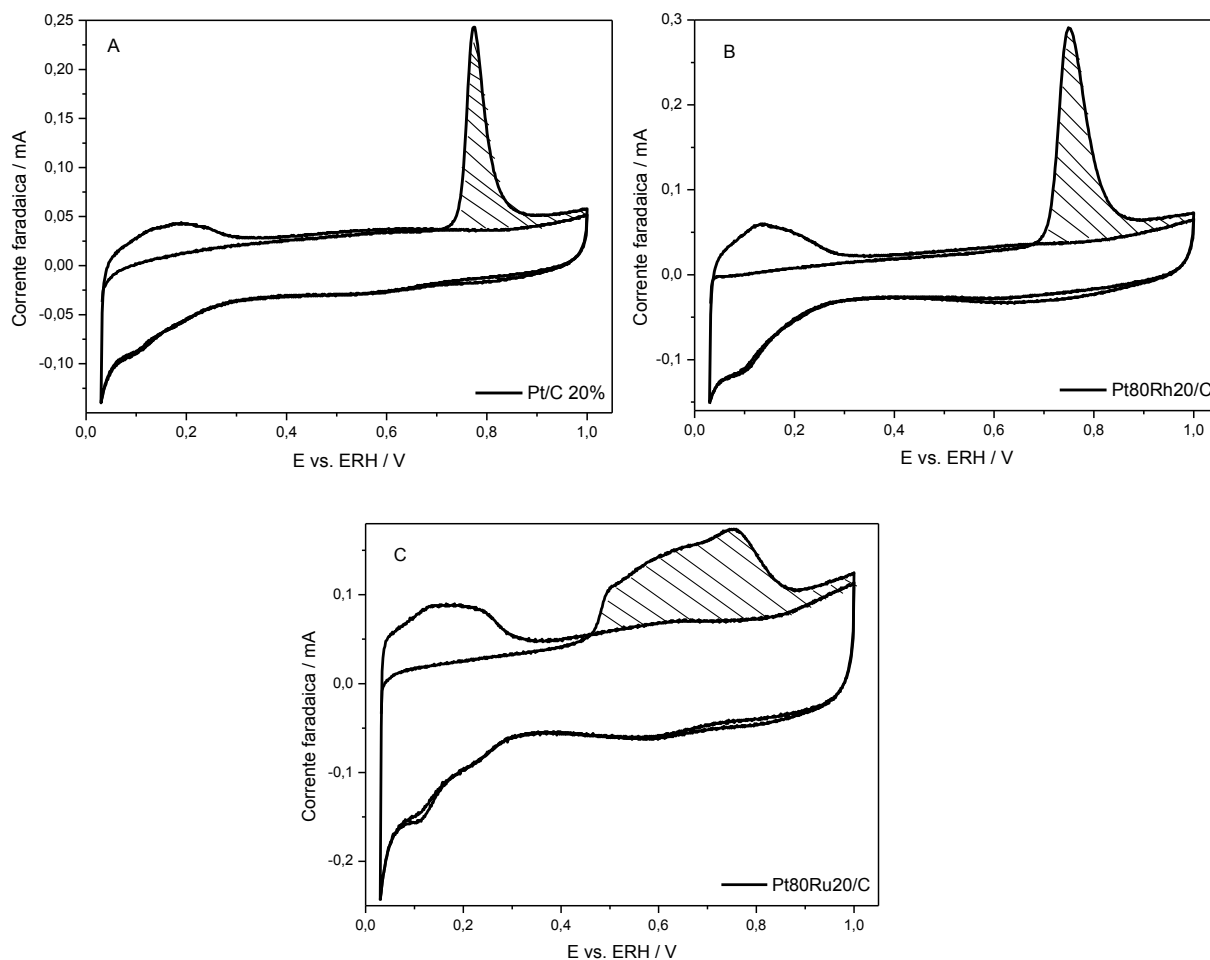 A
Corrente faradaica / mA
0,25
0,20
0,15
0,10
0,05
0,00
-0,05
-0,10
Pt/C 20%
0,0 0,2 0,4 0,6 0,8 1,0
E vs. ERH / V
B
Corrente faradaica / mA
0,3
0,2
0,1
0,0
-0,1
Pt80Rh20/C
0,0 0,2 0,4 0,6 0,8 1,0
E vs. ERH / V
C
Corrente faradaica / mA
0,1
0,0
-0,1
-0,2
Pt80Ru20/C
0,0 0,2 0,4 0,6 0,8 1,0
E vs. ERH / V